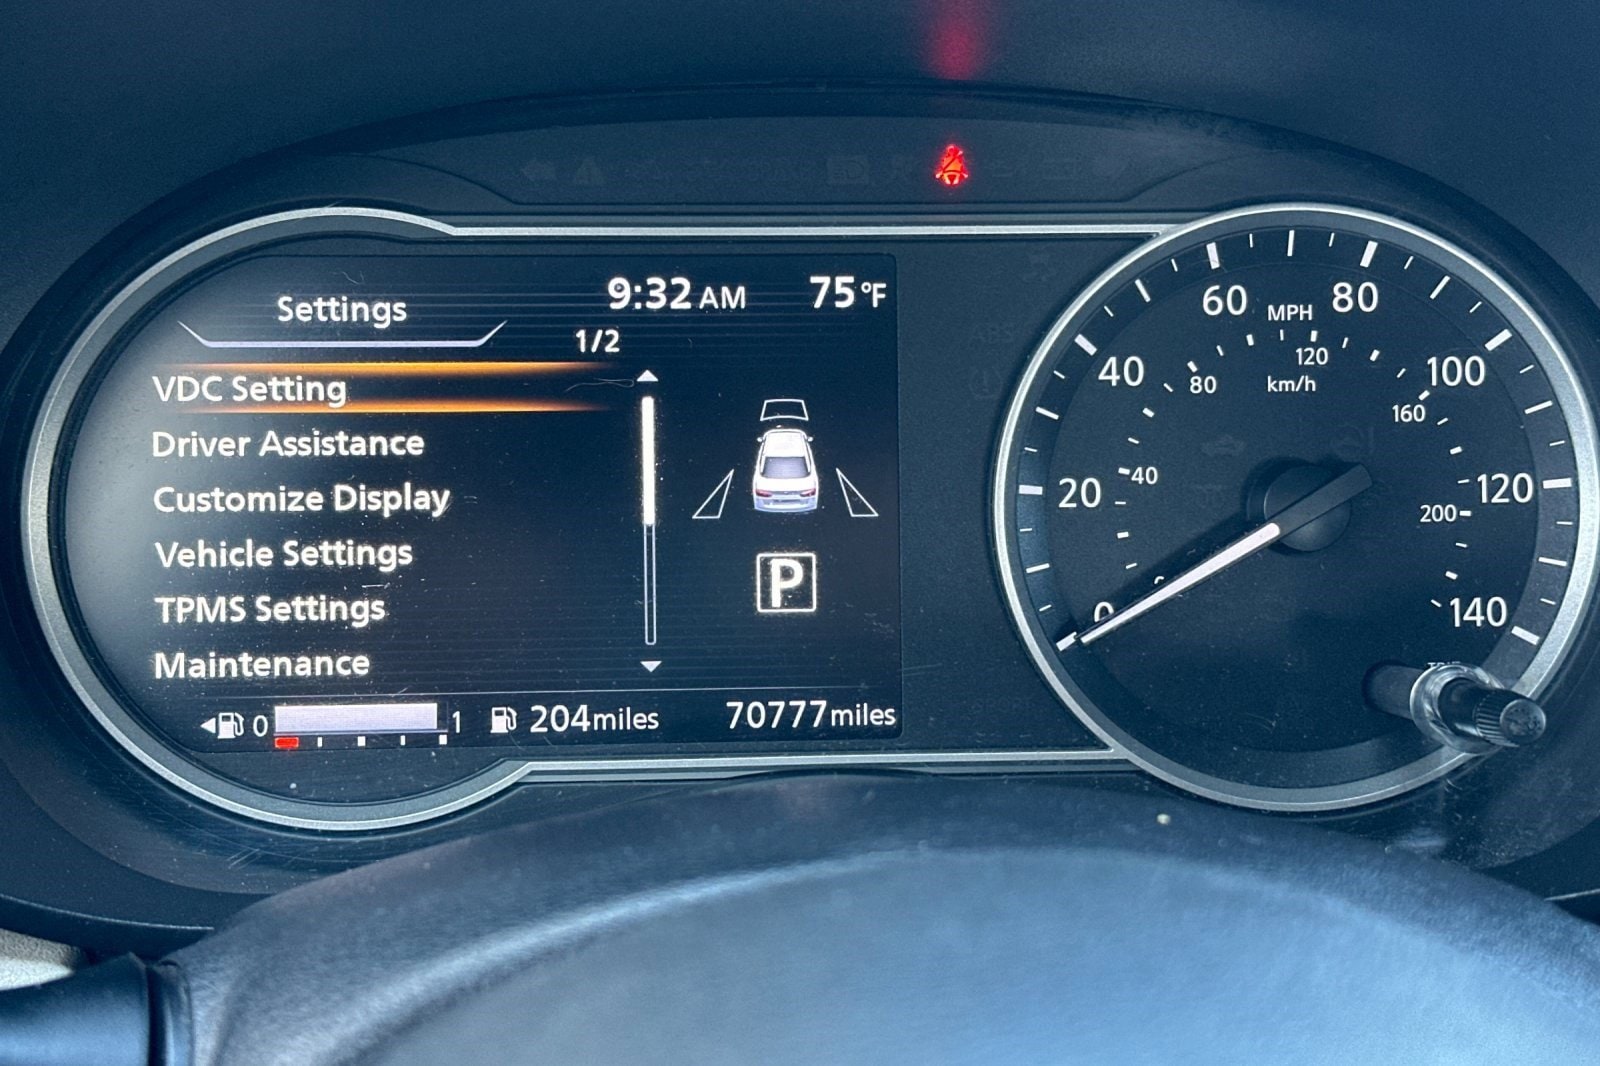 Settings
9:32 AM
75°F
1/2
VDC Setting
Driver Assistance
Customize Display
Vehicle Settings
TPMS Settings
Maintenance
P
0
1
204miles
70777miles
0
20
40
60
80
100
120
140
MPH
40
80
120
160
200
km/h